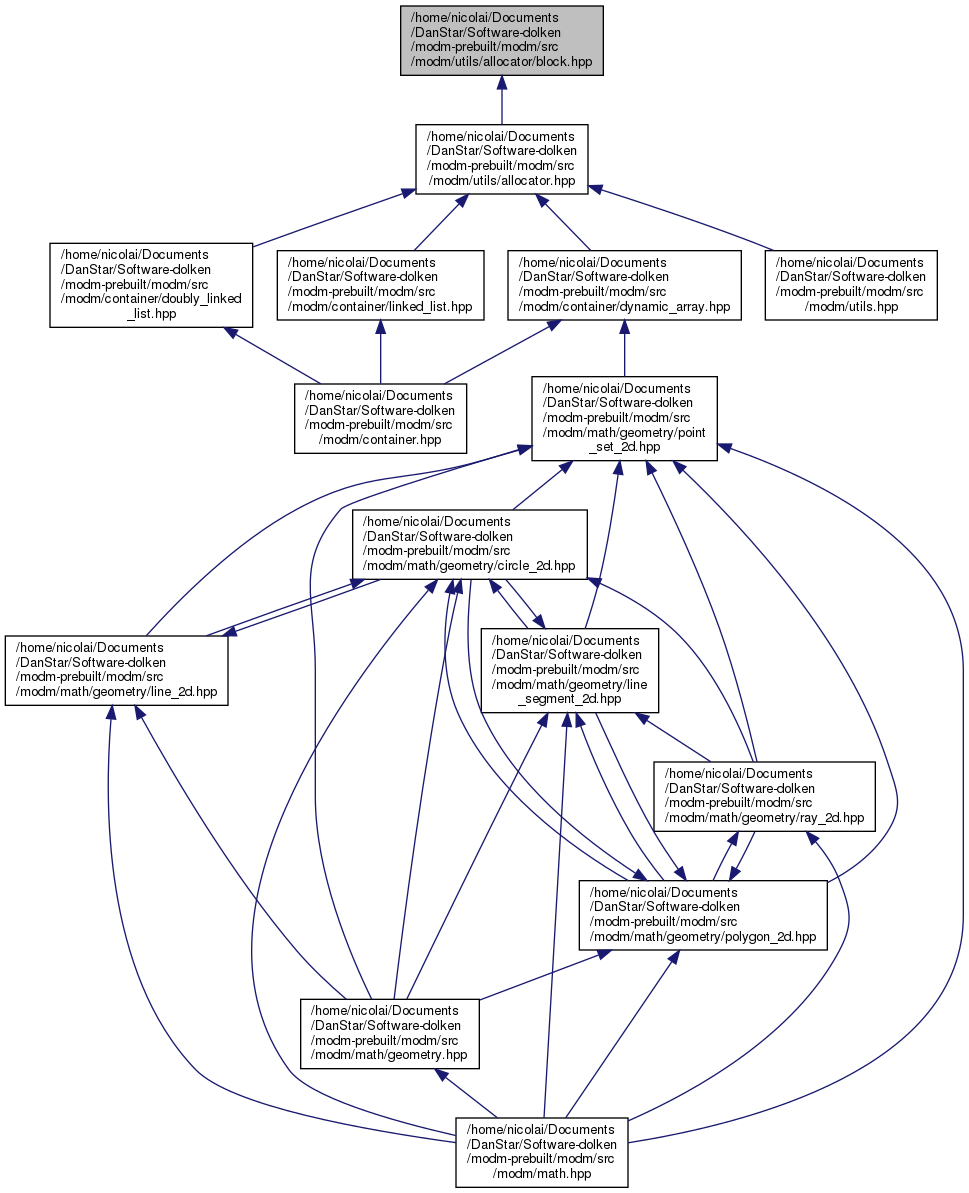 /home/nicolai/Documents
/DanStar/Software-dolken
/modm-prebuilt/modm/src
/modm/utils/allocator/block.hpp
/home/nicolai/Documents
/DanStar/Software-dolken
/modm-prebuilt/modm/src
/modm/utils/allocator.hpp
/home/nicolai/Documents
/DanStar/Software-dolken
/modm-prebuilt/modm/src
/modm/container/doubly_linked
_list.hpp
/home/nicolai/Documents
/DanStar/Software-dolken
/modm-prebuilt/modm/src
/modm/container/linked_list.hpp
/home/nicolai/Documents
/DanStar/Software-dolken
/modm-prebuilt/modm/src
/modm/container/dynamic_array.hpp
/home/nicolai/Documents
/DanStar/Software-dolken
/modm-prebuilt/modm/src
/modm/utils.hpp
/home/nicolai/Documents
/DanStar/Software-dolken
/modm-prebuilt/modm/src
/modm/container.hpp
/home/nicolai/Documents
/DanStar/Software-dolken
/modm-prebuilt/modm/src
/modm/math/geometry/point
_set_2d.hpp
/home/nicolai/Documents
/DanStar/Software-dolken
/modm-prebuilt/modm/src
/modm/math/geometry/circle_2d.hpp
/home/nicolai/Documents
/DanStar/Software-dolken
/modm-prebuilt/modm/src
/modm/math/geometry/line_2d.hpp
/home/nicolai/Documents
/DanStar/Software-dolken
/modm-prebuilt/modm/src
/modm/math/geometry/line
_segment_2d.hpp
/home/nicolai/Documents
/DanStar/Software-dolken
/modm-prebuilt/modm/src
/modm/math/geometry/ray_2d.hpp
/home/nicolai/Documents
/DanStar/Software-dolken
/modm-prebuilt/modm/src
/modm/math/geometry/polygon_2d.hpp
/home/nicolai/Documents
/DanStar/Software-dolken
/modm-prebuilt/modm/src
/modm/math/geometry.hpp
/home/nicolai/Documents
/DanStar/Software-dolken
/modm-prebuilt/modm/src
/modm/math.hpp